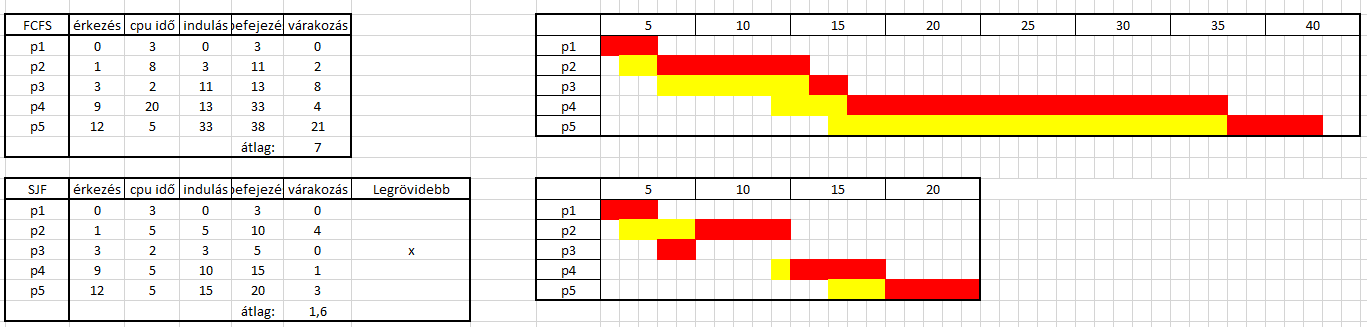 FCFS érkezés cpu idő indulás befejezé várakozás
p1 0 3 0 3 0
p2 1 8 3 11 2
p3 3 2 11 13 8
p4 9 20 13 33 4
p5 12 5 33 38 21
átlag: 7
5 10 15 20 25 30 35 40
p1
p2
p3
p4
p5
SJF érkezés cpu idő indulás befejezé várakozás Legrövidebb
p1 0 3 0 3 0
p2 1 5 5 10 4
p3 3 2 3 5 0 x
p4 9 5 10 15 1
p5 12 5 15 20 3
átlag: 1,6
5 10 15 20
p1
p2
p3
p4
p5